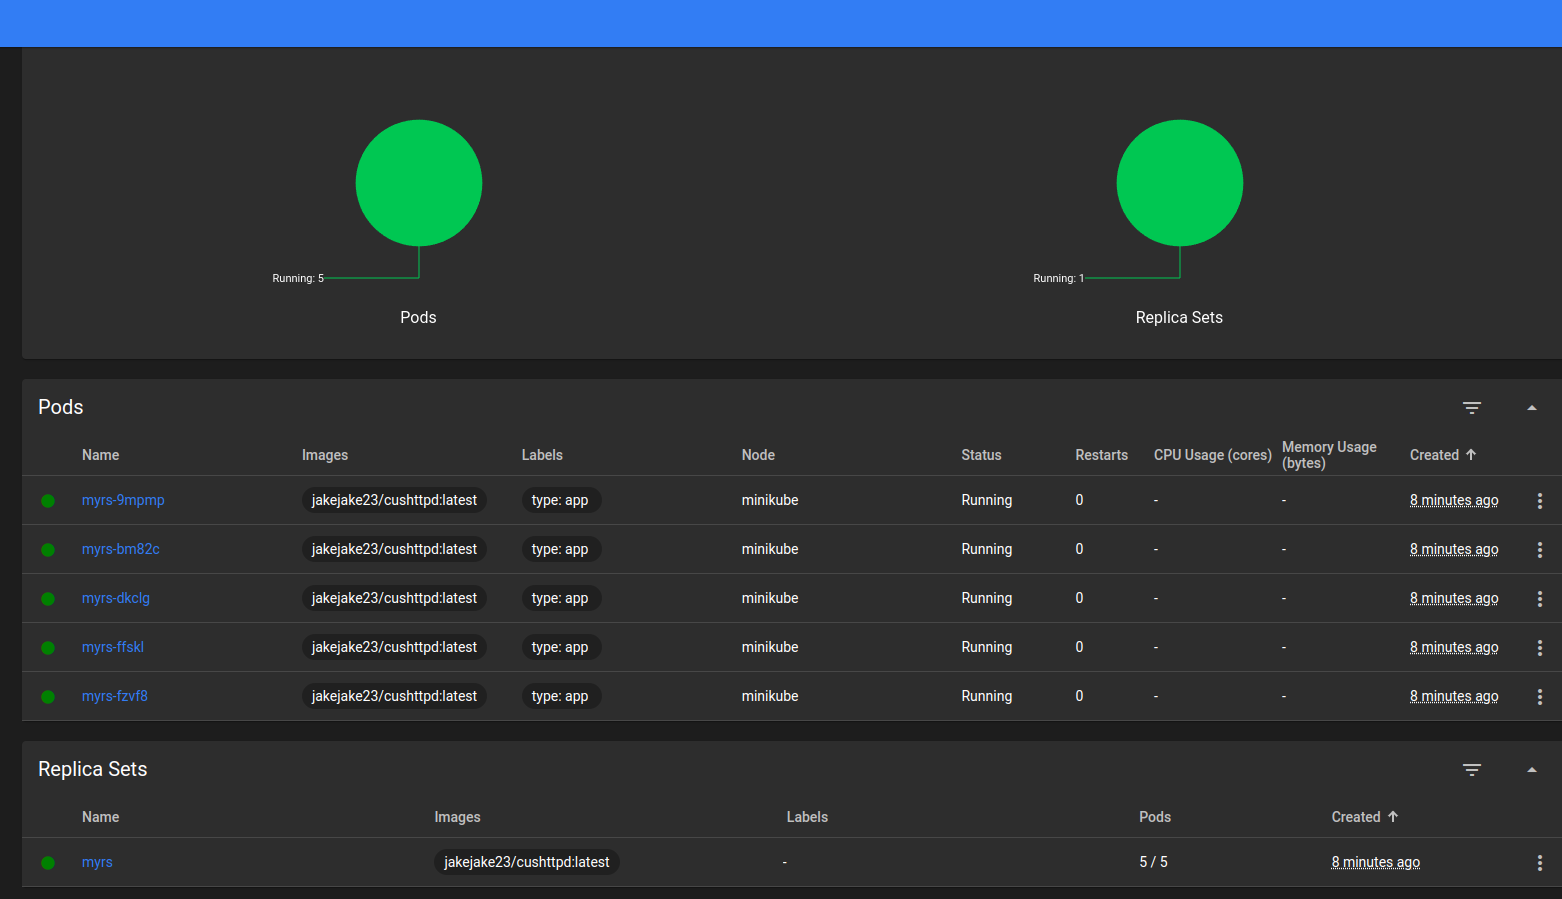 Running: 5
Running: 1
Pods
Replica Sets
Pods
Name Images Labels Node Status Restarts CPU Usage (cores) Memory Usage (bytes) Created
myrs-9mpmp jakejake23/cushttpd:latest type: app minikube Running 0 - - 8 minutes ago
myrs-bm82c jakejake23/cushttpd:latest type: app minikube Running 0 - - 8 minutes ago
myrs-dkclg jakejake23/cushttpd:latest type: app minikube Running 0 - - 8 minutes ago
myrs-ffskl jakejake23/cushttpd:latest type: app minikube Running 0 - - 8 minutes ago
myrs-fzvf8 jakejake23/cushttpd:latest type: app minikube Running 0 - - 8 minutes ago
Replica Sets
Name Images Labels Pods Created
myrs jakejake23/cushttpd:latest - 5 / 5 8 minutes ago